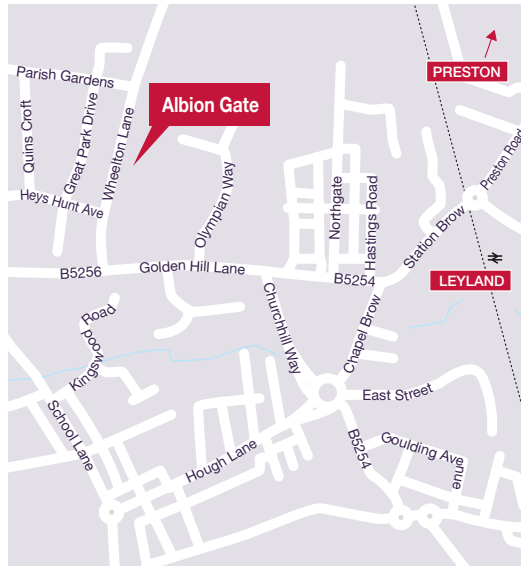 PRESTON
Parish Gardens
Albion Gate
Quins Croft
Great Park Drive
Wheelton Lane
Preston Road
Heys Hunt Ave
Olympian Way
Northgate
Hastings Road
Station Brow
B5256
Golden Hill Lane
B5254
LEYLAND
Churchhill Way
Chapel Brow
Kingswood Road
East Street
School Lane
Hough Lane
B5254
Goulding Avenue